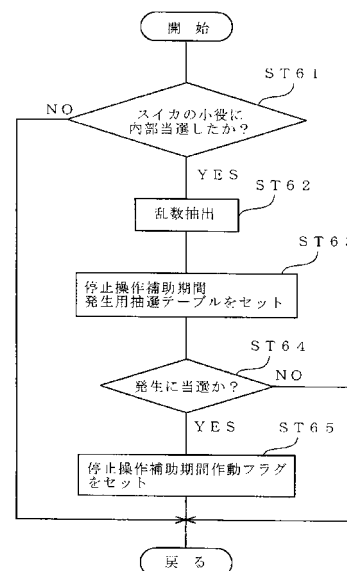 開 始
ST61
スイカの小役に
内部当選したか？
NO
YES
ST62
乱数抽出
ST63
停止操作補助期間
発生用抽選テーブルをセット
ST64
発生に当選か？
NO
YES
ST65
停止操作補助期間作動フラグ
をセット
戻 る